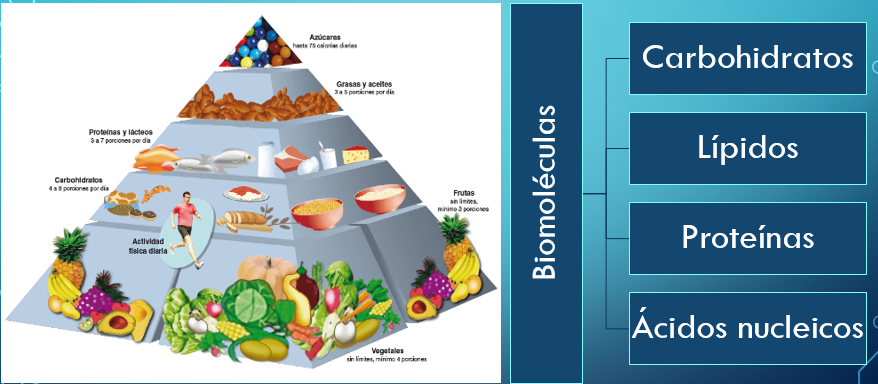 Azúcares
hasta 75 calorias diarias
Grasas y aceites
3 a 5 porciones por día
Proteínas y lácteos
3 a 7 porciones por día
Carbohidratos
4 a 8 porciones por día
Frutas
sin límites,
mínimo 3 porciones
Actividad
física diaria
Vegetales
sin límites, mínimo 4 porciones
Biomoléculas
Carbohidratos
Lípidos
Proteínas
Ácidos nucleicos